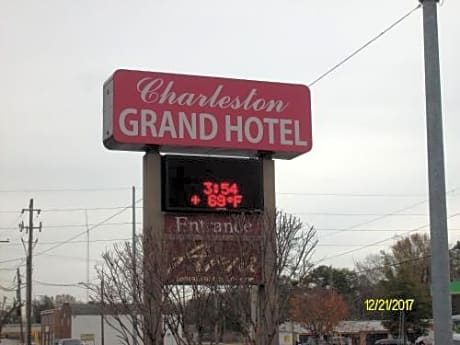 Charleston
GRAND HOTEL
3:54
+ 69°F
Entrance
12/21/2017